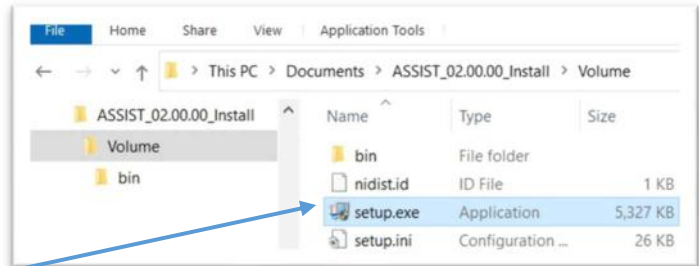 File Home Share View Application Tools
This PC > Documents > ASSIST_02.00.00_Install > Volume
ASSIST_02.00.00_Install Name Type Size
Volume bin File folder
bin nidist.id ID File 1 KB
setup.exe Application 5,327 KB
setup.ini Configuration ... 26 KB